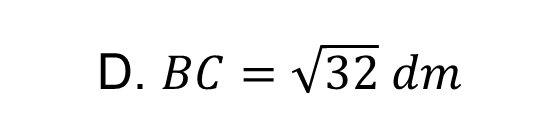 D. BC = √32 dm